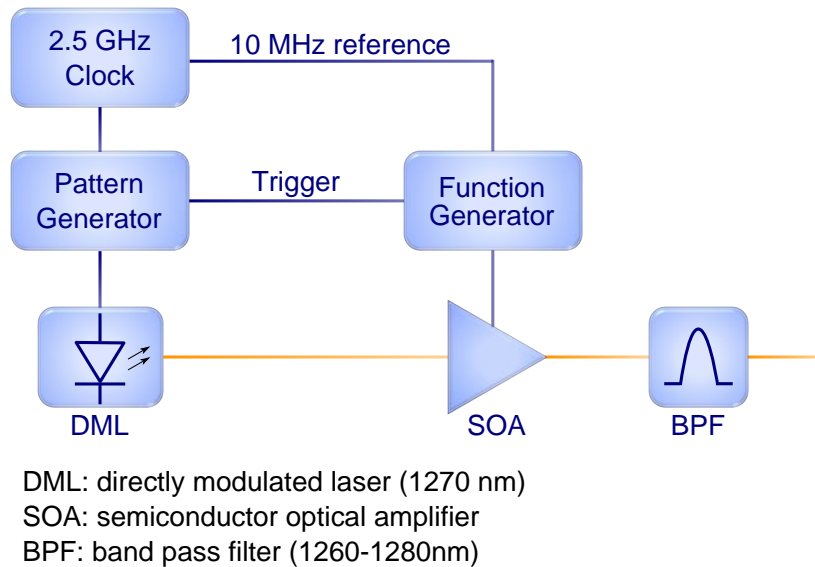 2.5 GHz
Clock
10 MHz reference
Pattern
Generator
Trigger
Function
Generator
DML
SOA
BPF
DML: directly modulated laser (1270 nm)
SOA: semiconductor optical amplifier
BPF: band pass filter (1260-1280nm)